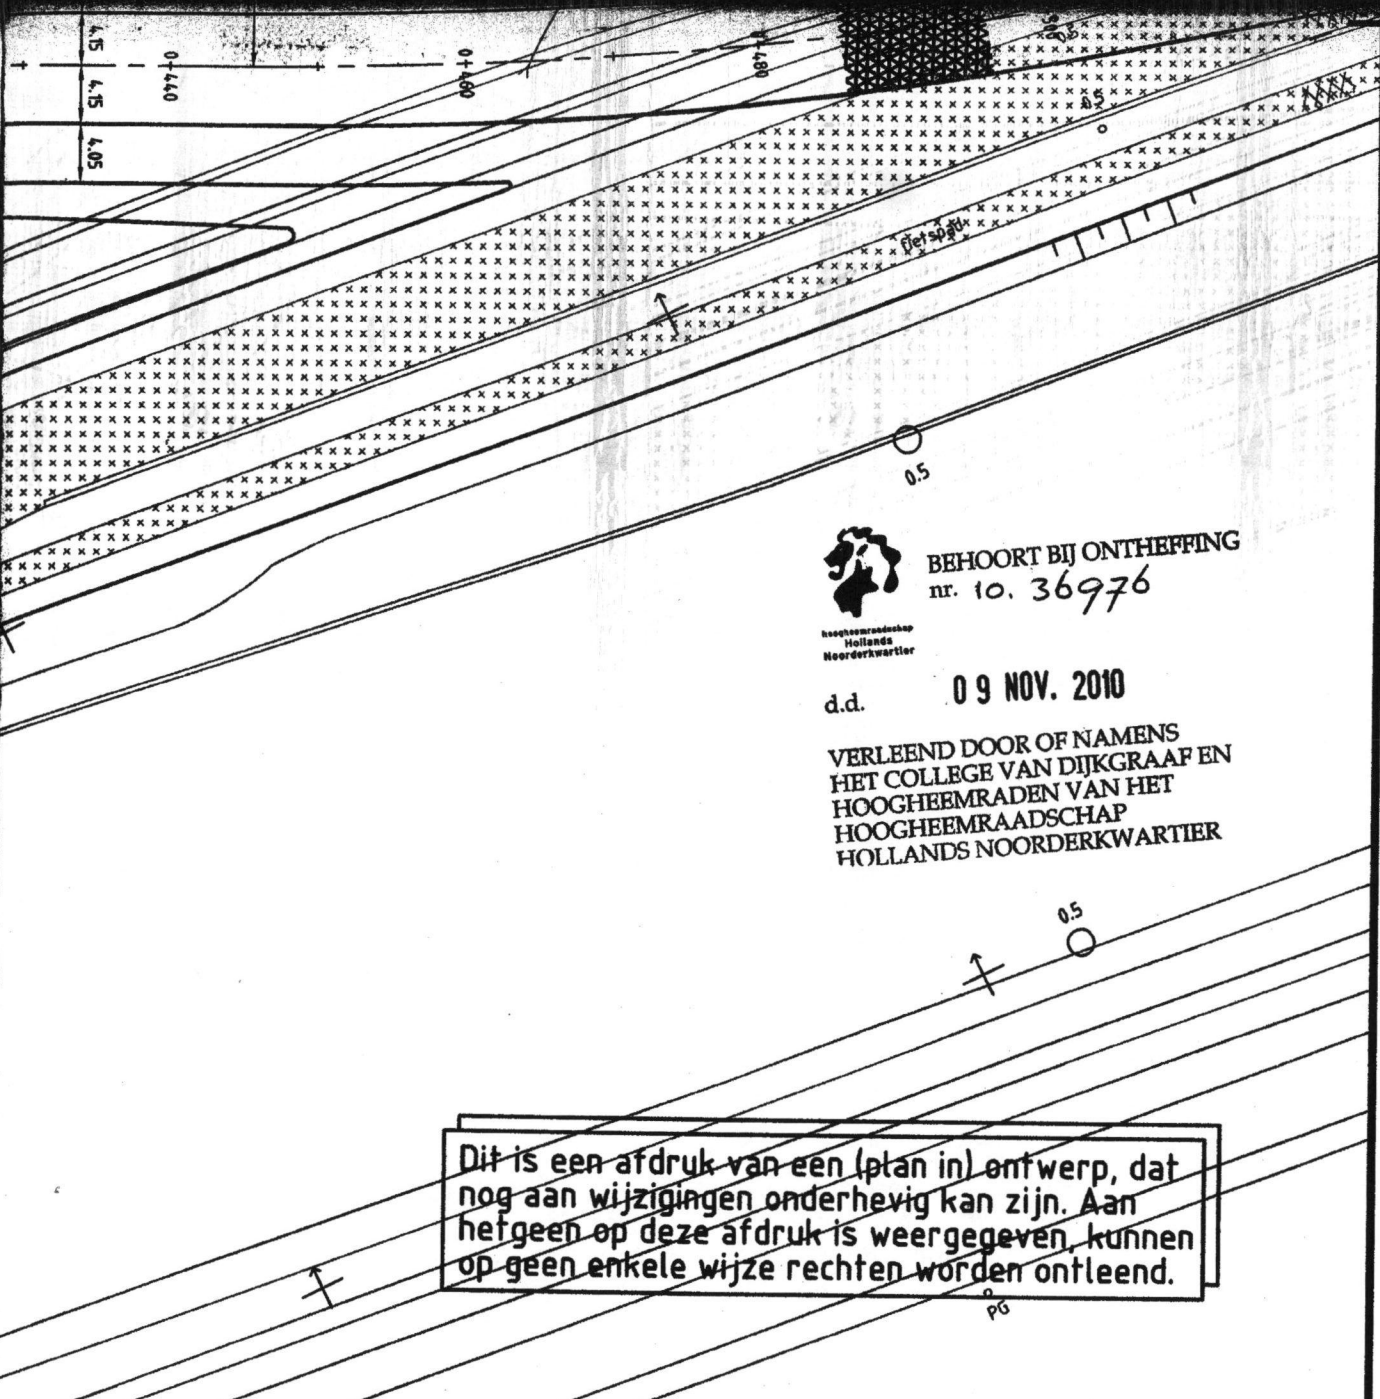 4.15
4.15
4.05
0+440
0+460
0+480
0.5
fietspad
0.5
BEHOORT BIJ ONTHEFFING
nr. 10. 36976
hoogheemraadschap
Hollands
Noorderkwartier
d.d. 09 NOV. 2010
VERLEEND DOOR OF NAMENS
HET COLLEGE VAN DIJKGRAAF EN
HOOGHEEMRADEN VAN HET
HOOGHEEMRAADSCHAP
HOLLANDS NOORDERKWARTIER
0.5
Dit is een afdruk van een (plan in) ontwerp, dat
nog aan wijzigingen onderhevig kan zijn. Aan
hetgeen op deze afdruk is weergegeven, kunnen
op geen enkele wijze rechten worden ontleend.
PG